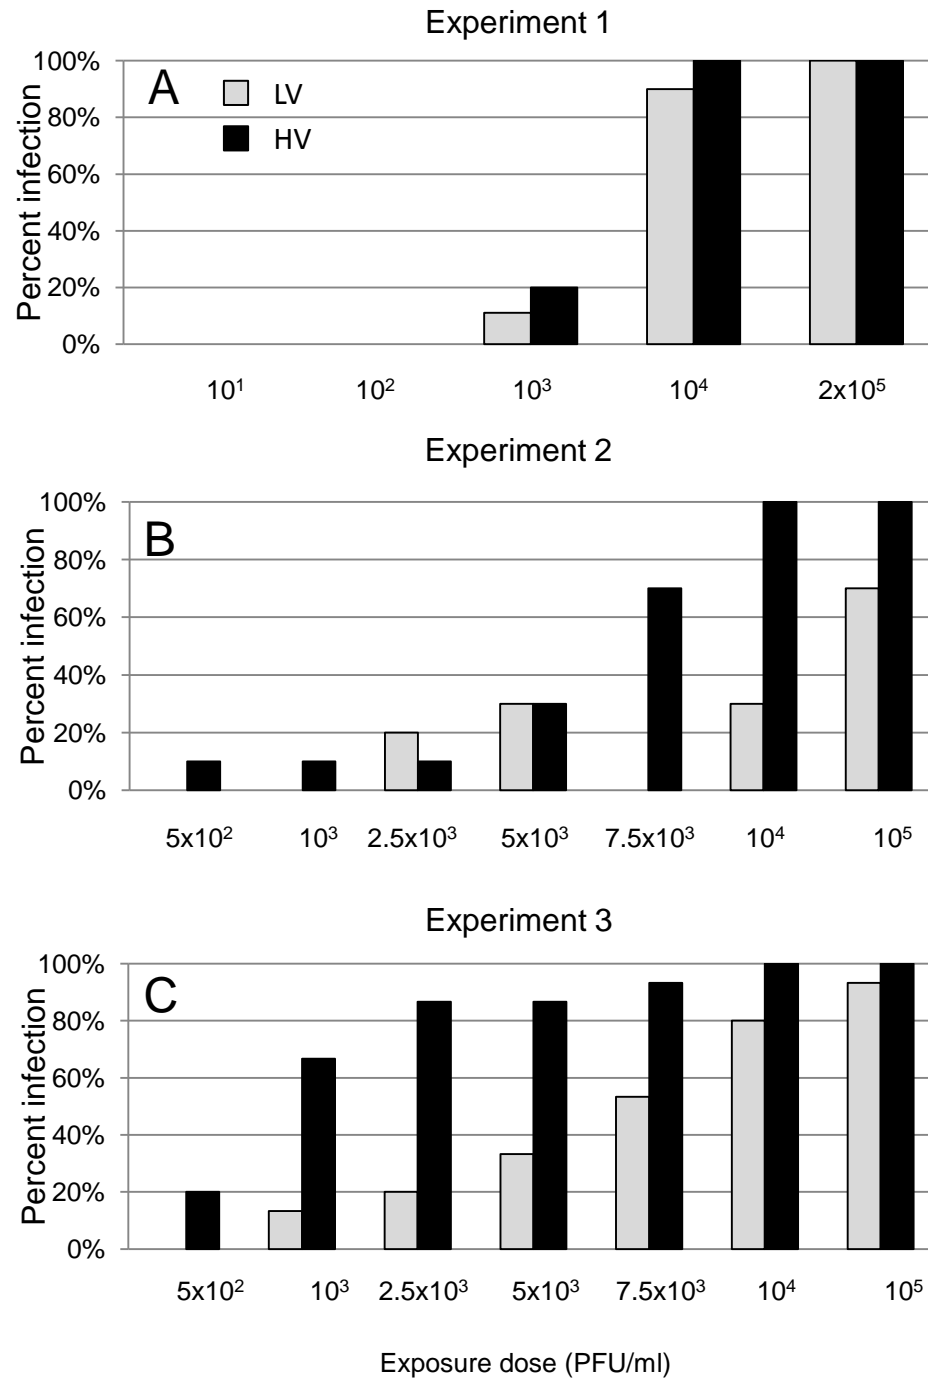 Experiment 1
A
LV
HV
Percent infection
100%
80%
60%
40%
20%
0%
10¹ 10² 10³ 10⁴ 2x10⁵
Experiment 2
B
Percent infection
100%
80%
60%
40%
20%
0%
5x10² 10³ 2.5x10³ 5x10³ 7.5x10³ 10⁴ 10⁵
Experiment 3
C
Percent infection
100%
80%
60%
40%
20%
0%
5x10² 10³ 2.5x10³ 5x10³ 7.5x10³ 10⁴ 10⁵
Exposure dose (PFU/ml)